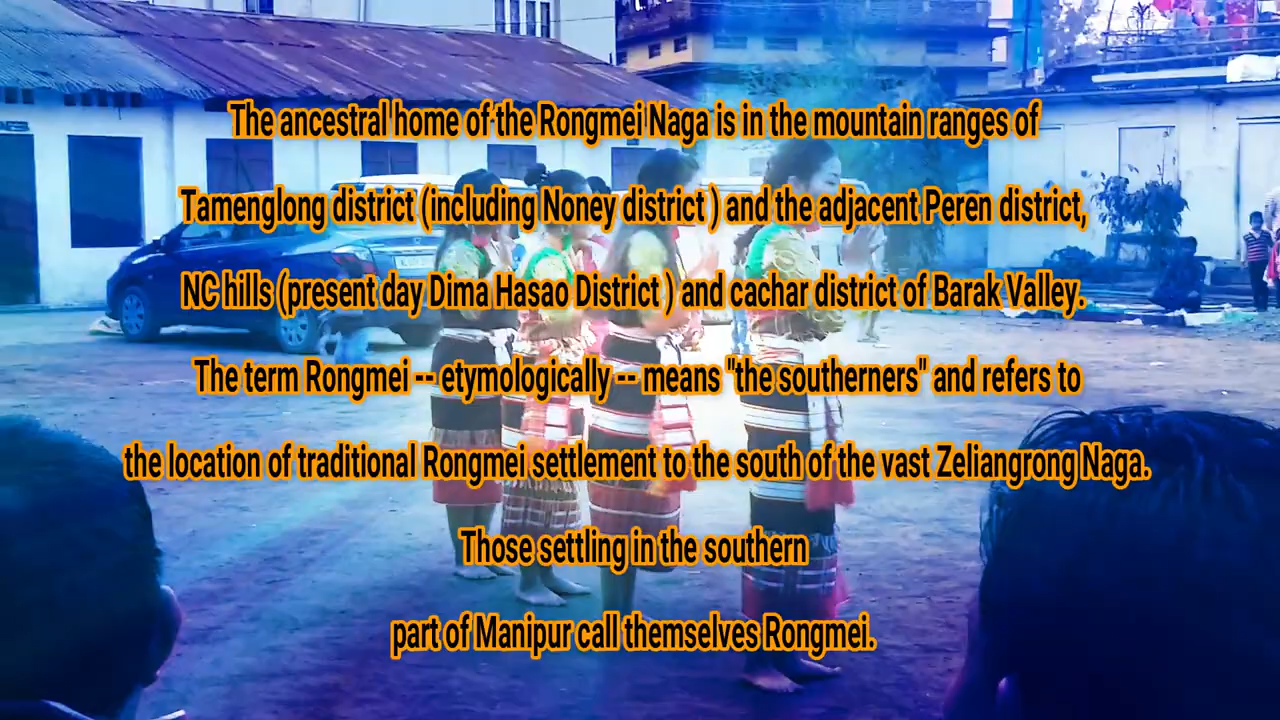 The ancestral home of the Rongmei Naga is in the mountain ranges of
Tamenglong district (including Noney district ) and the adjacent Peren district,
NC hills (present day Dima Hasao District ) and cachar district of Barak Valley.
The term Rongmei -- etymologically -- means "the southerners" and refers to
the location of traditional Rongmei settlement to the south of the vast Zeliangrong Naga.
Those settling in the southern
part of Manipur call themselves Rongmei.